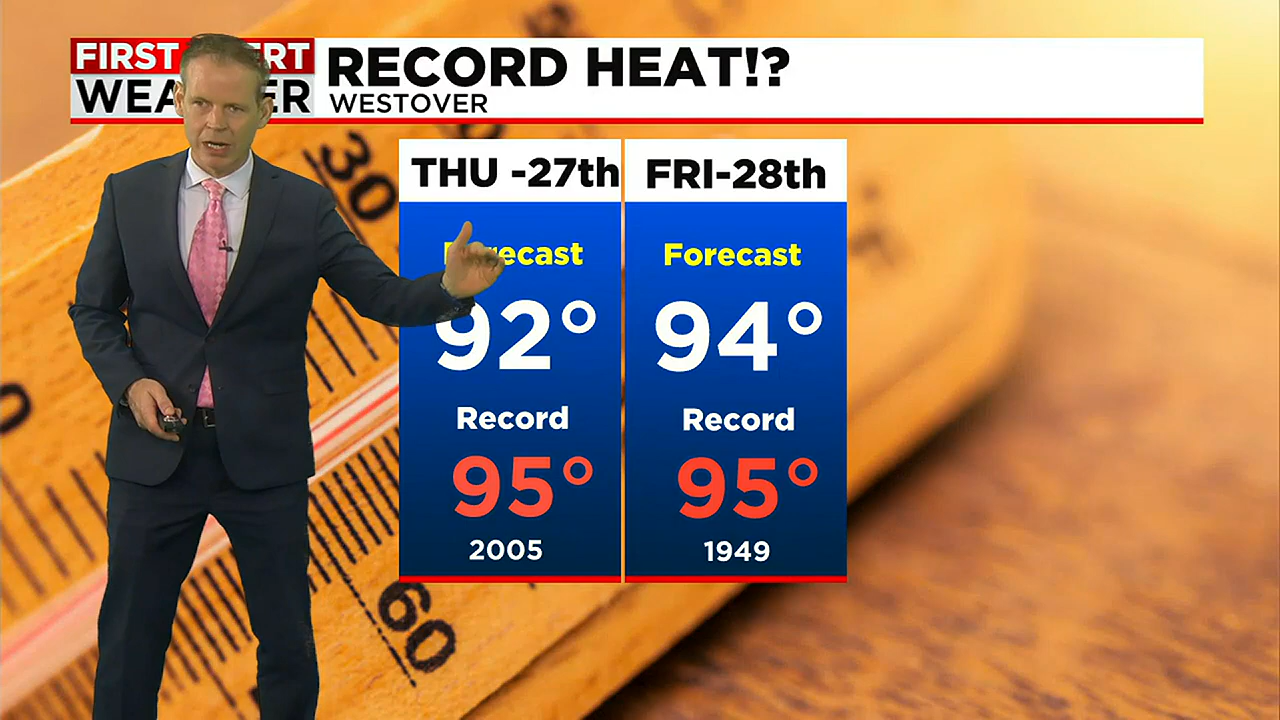 FIRST
WEA ER
RECORD HEAT!?
WESTOVER
THU -27th
FRI-28th
Forecast
92°
Record
95°
2005
Forecast
94°
Record
95°
1949
30
60